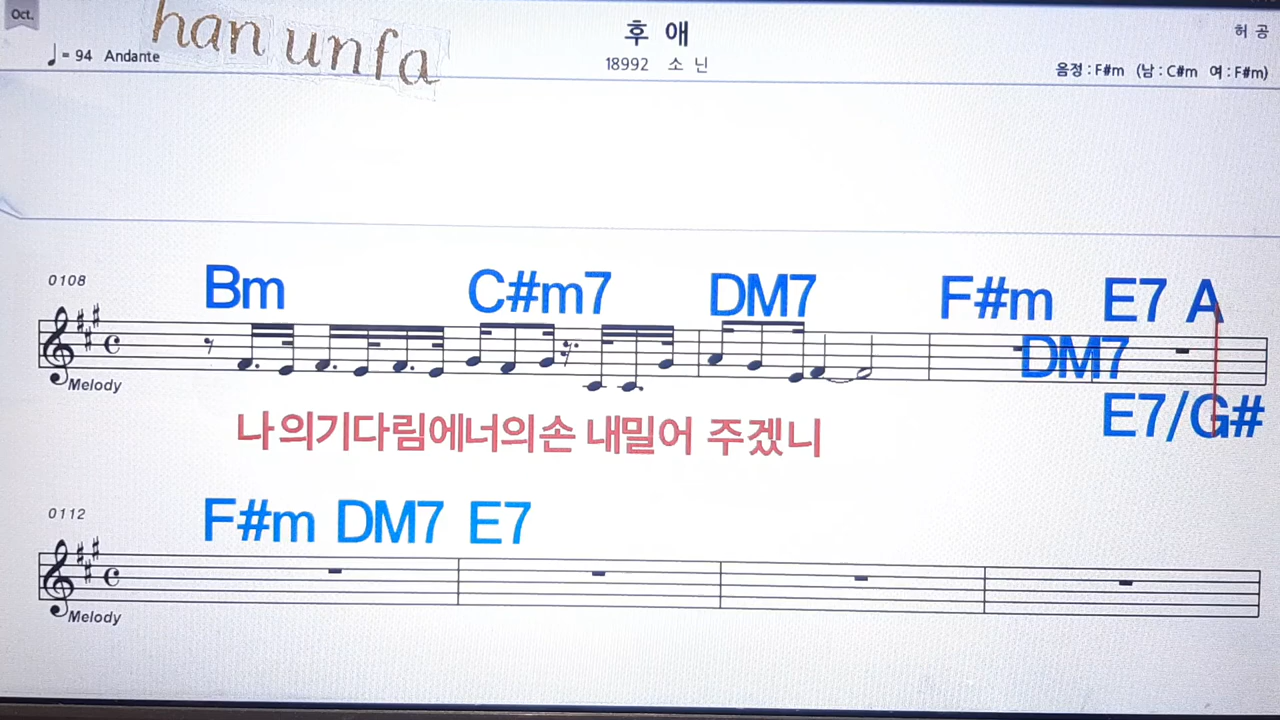 Oct.
han unfa
♩= 94 Andante
후 애
18992 소 닌
허 공
음정 : F#m (남 : C#m 여 : F#m)
0108
Bm C#m7 DM7 F#m E7 A
DM7
Melody
E7/G#
나의기다림에너의손 내밀어 주겠니
0112
F#m DM7 E7
Melody